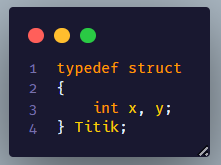 1 typedef struct
2 {
3     int x, y;
4 } Titik;